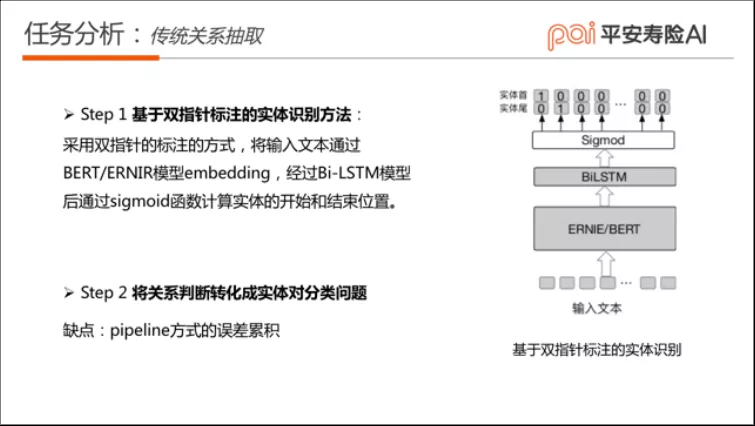 任务分析：传统关系抽取
pai 平安寿险AI
➢ Step 1 基于双指针标注的实体识别方法：
采用双指针的标注的方式，将输入文本通过
BERT/ERNIR模型embedding，经过Bi-LSTM模型
后通过sigmoid函数计算实体的开始和结束位置。
➢ Step 2 将关系判断转化成实体对分类问题
缺点：pipeline方式的误差累积
实体首 1 0 0 0 ... 0 0
实体尾 0 1 0 0 ... 0 0
Sigmod
BiLSTM
ERNIE/BERT
...
输入文本
基于双指针标注的实体识别